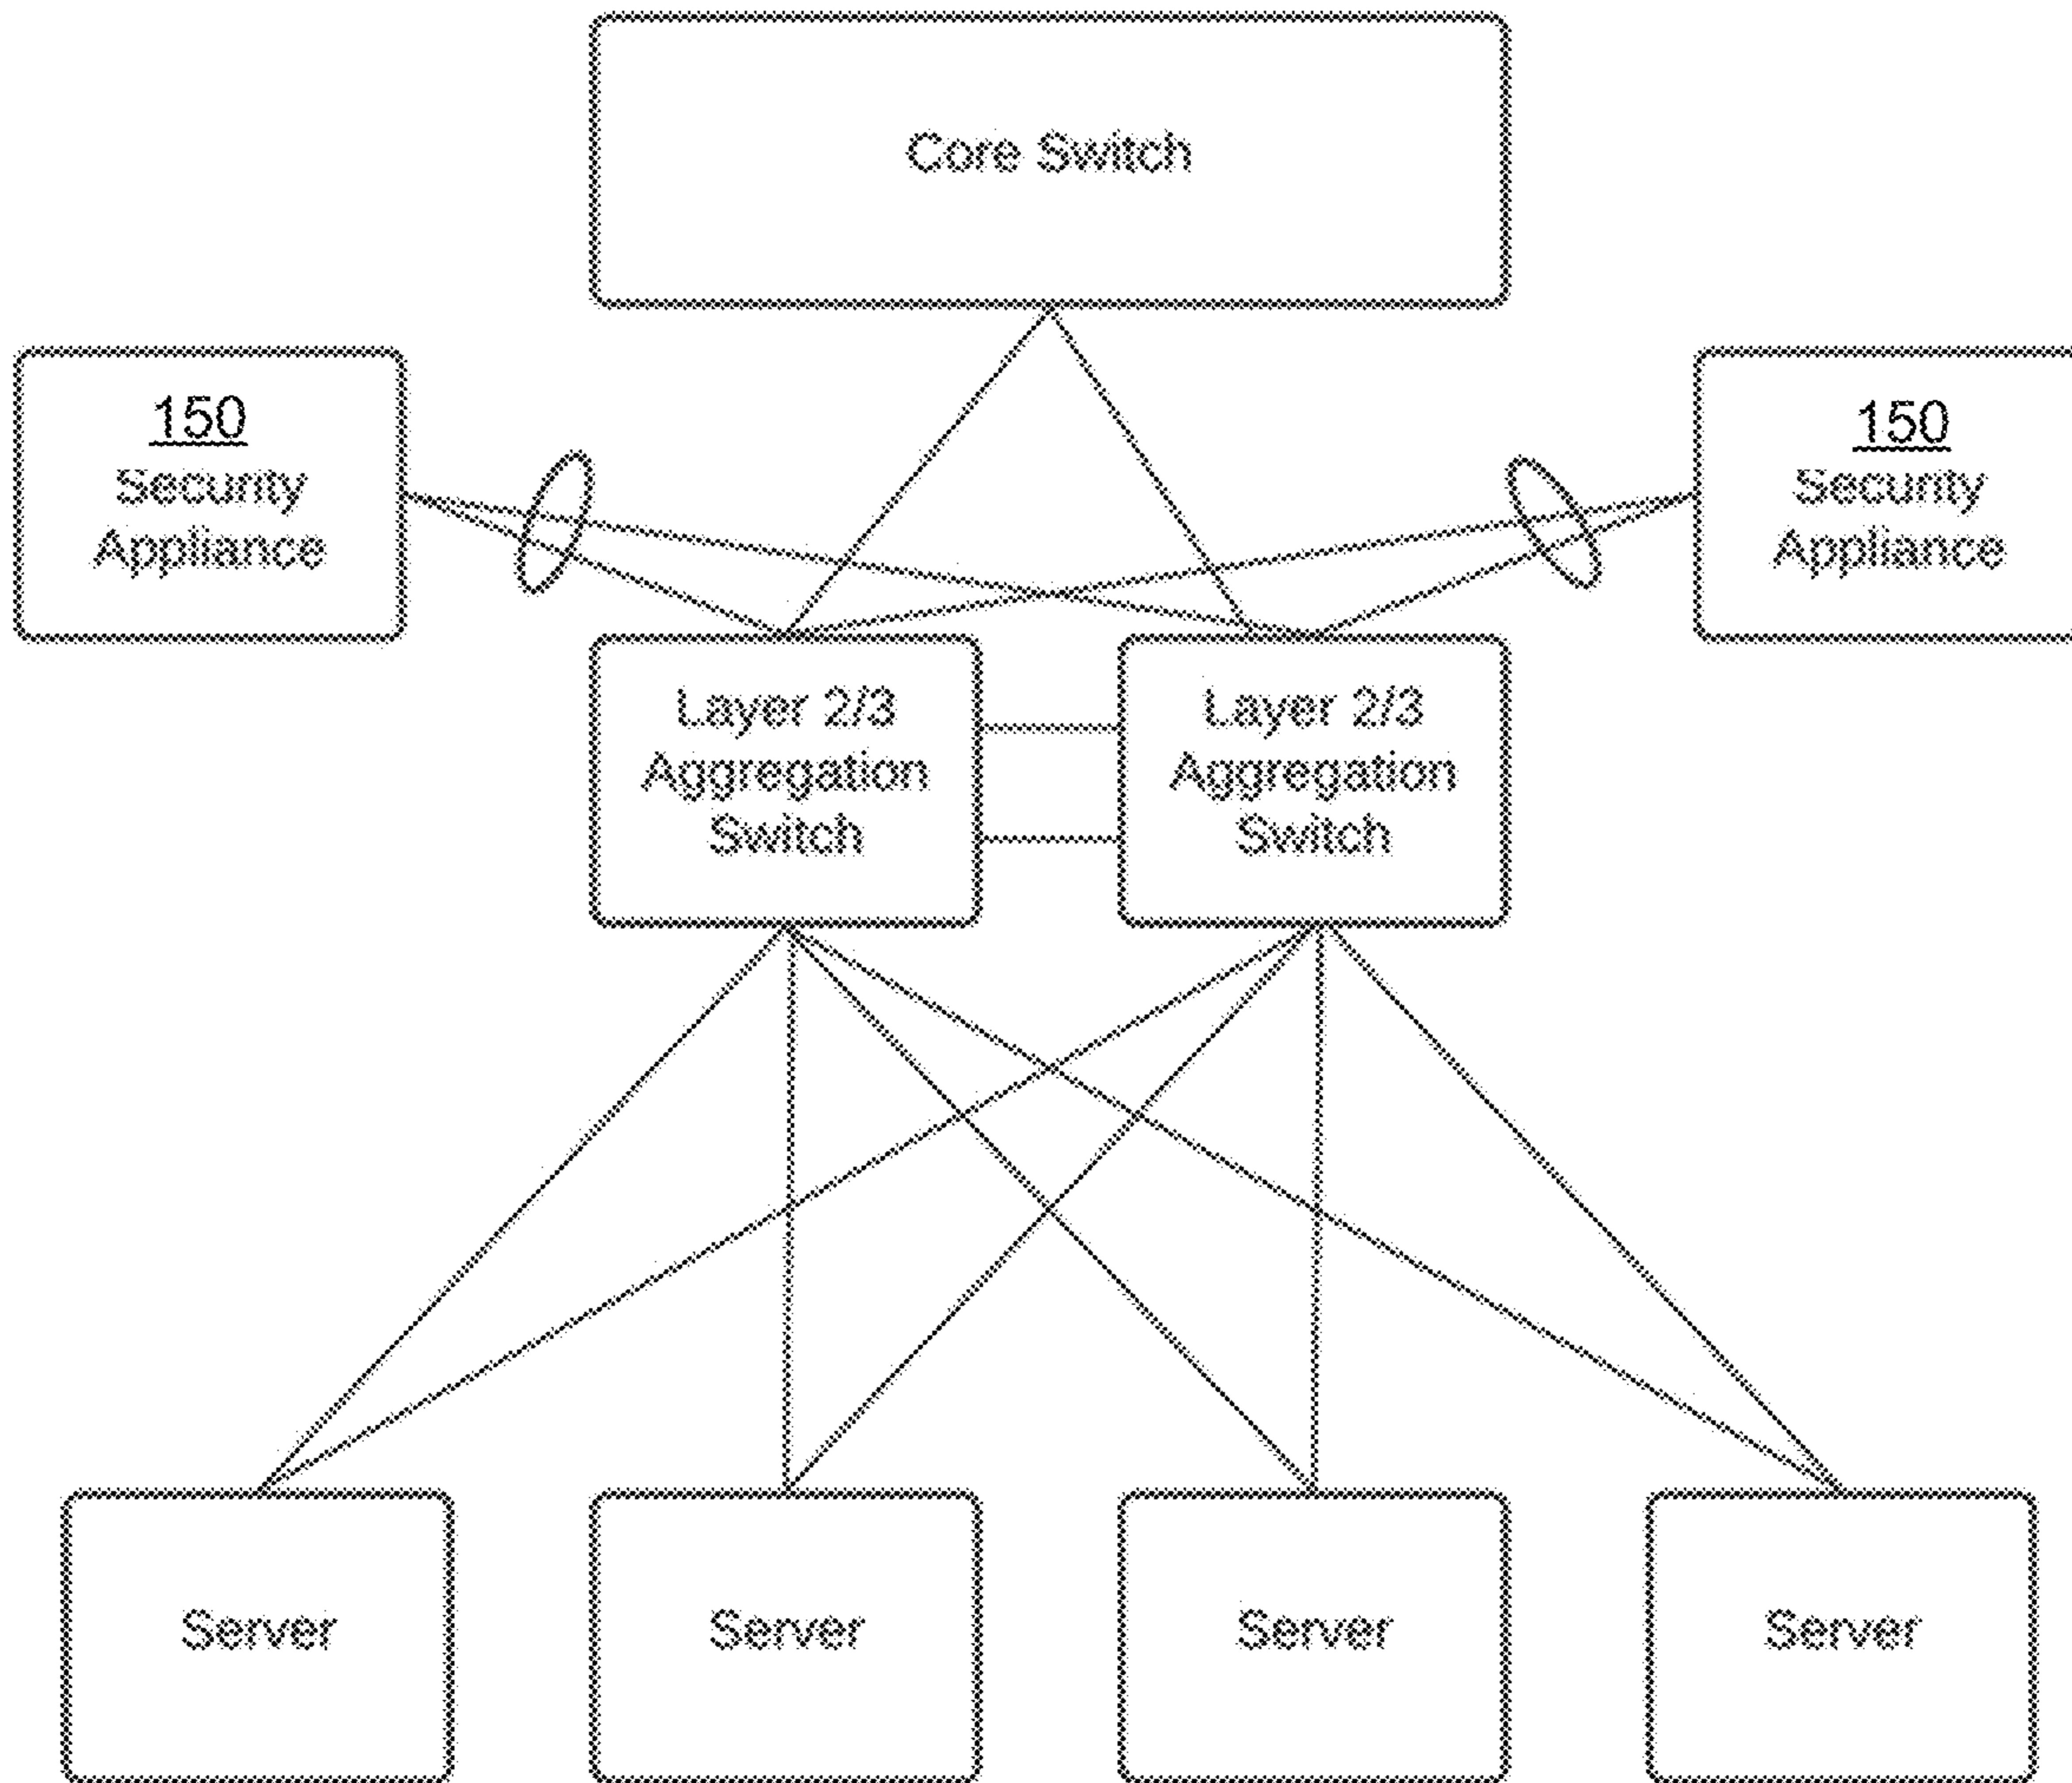 Core Switch
150
Security
Appliance
150
Security
Appliance
Layer 2/3
Aggregation
Switch
Layer 2/3
Aggregation
Switch
Server
Server
Server
Server